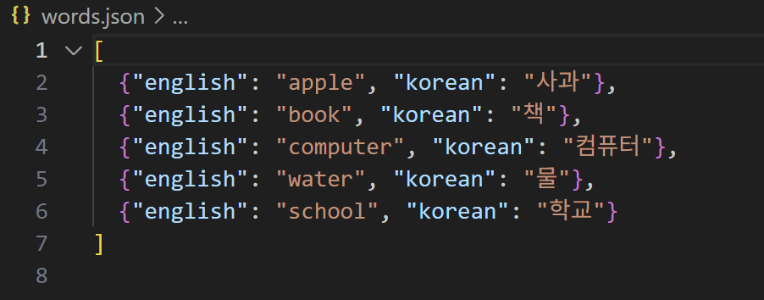 {} words.json > ...
1 [
2 {"english": "apple", "korean": "사과"},
3 {"english": "book", "korean": "책"},
4 {"english": "computer", "korean": "컴퓨터"},
5 {"english": "water", "korean": "물"},
6 {"english": "school", "korean": "학교"}
7 ]
8